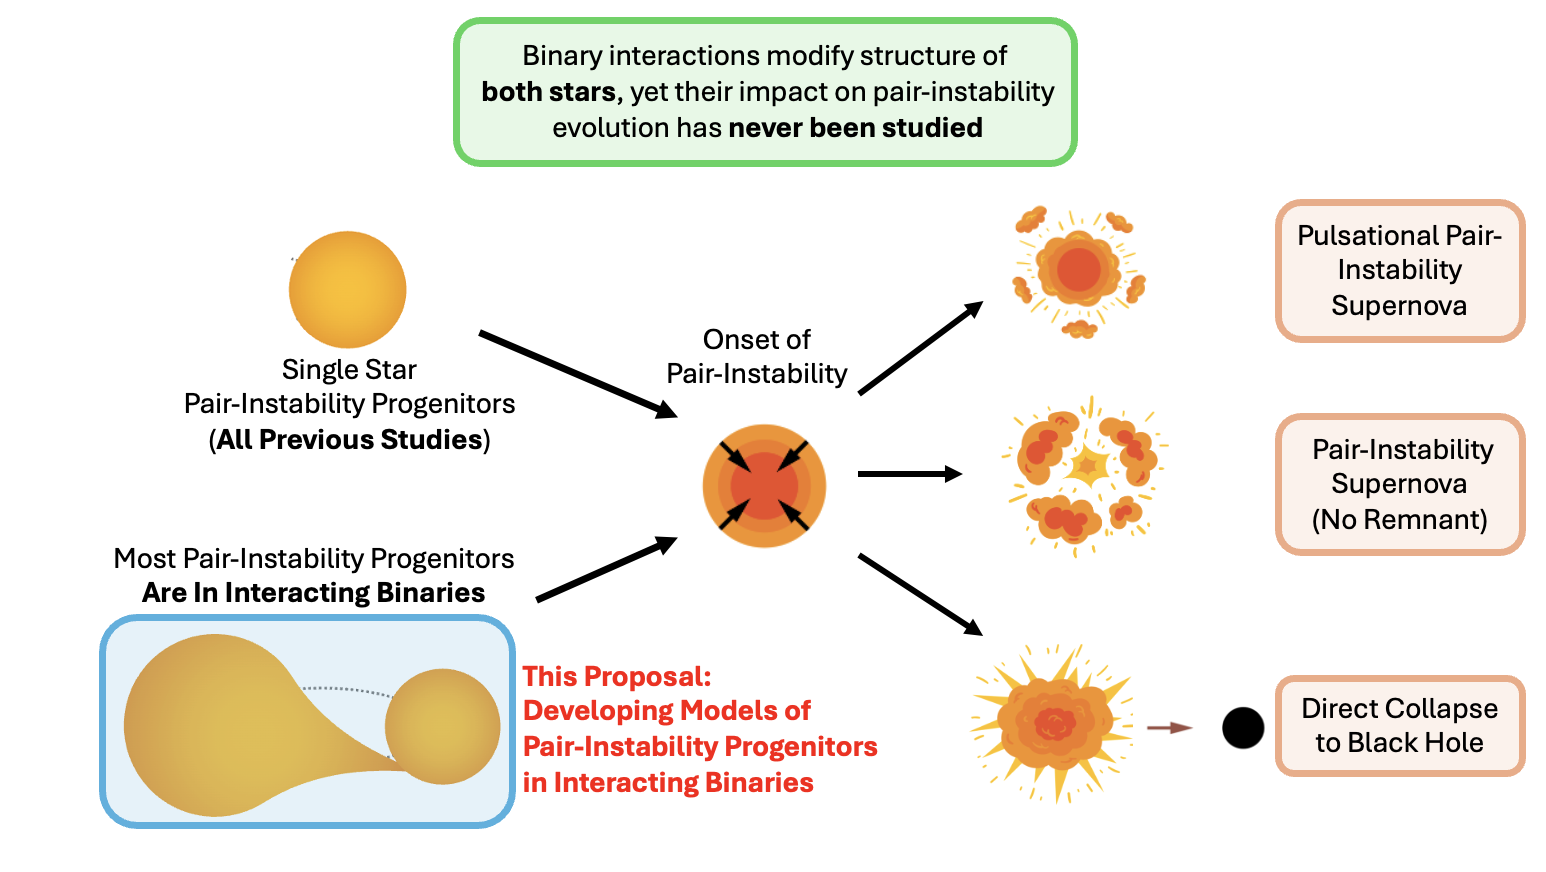 Binary interactions modify structure of
both stars, yet their impact on pair-instability
evolution has never been studied
Single Star
Pair-Instability Progenitors
(All Previous Studies)
Most Pair-Instability Progenitors
Are In Interacting Binaries
This Proposal:
Developing Models of
Pair-Instability Progenitors
in Interacting Binaries
Onset of
Pair-Instability
Pulsational Pair-
Instability
Supernova
Pair-Instability
Supernova
(No Remnant)
Direct Collapse
to Black Hole